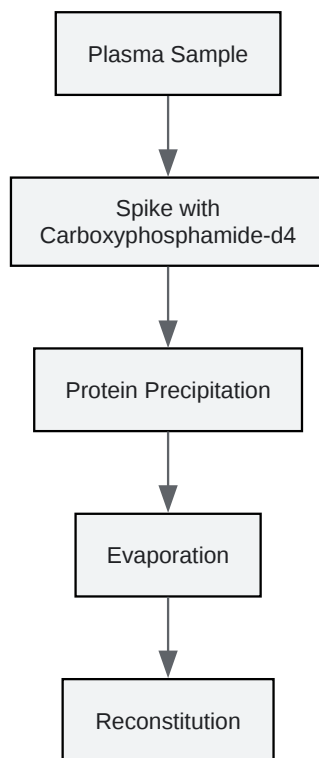 Plasma Sample
Spike with
Carboxyphosphamide-d4
Protein Precipitation
Evaporation
Reconstitution